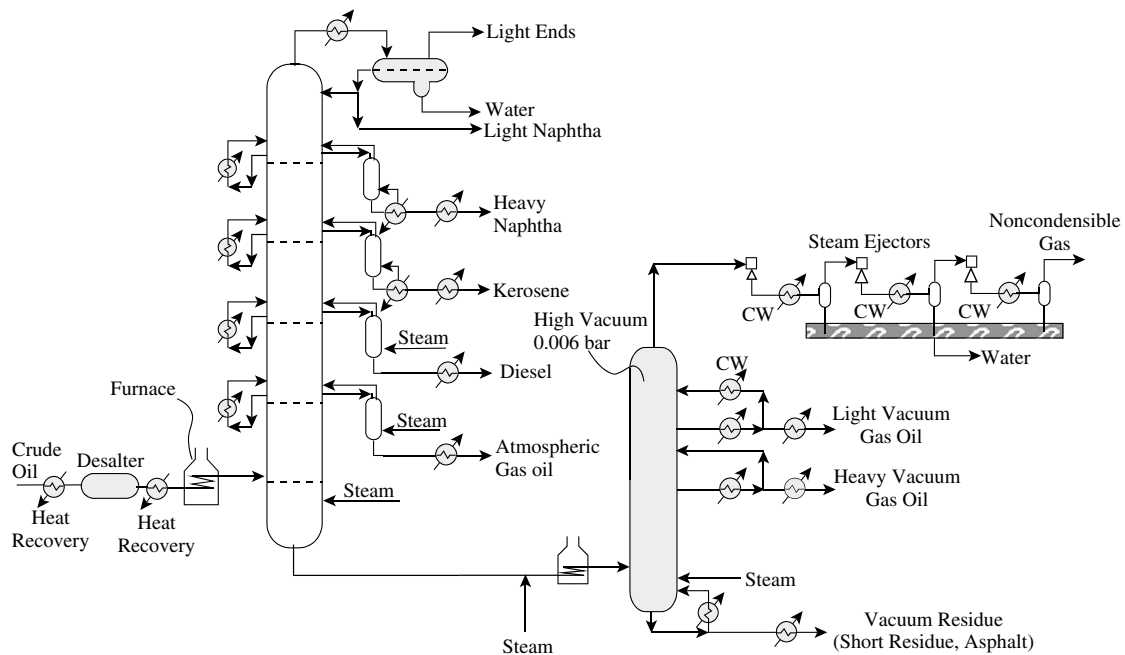 Light Ends
Water
Light Naphtha
Heavy
Naphtha
Kerosene
Steam
Diesel
Steam
Atmospheric
Gas oil
Steam
Furnace
Crude
Oil
Desalter
Heat
Recovery
Heat
Recovery
Steam
High Vacuum
0.006 bar
Steam Ejectors
Noncondensible
Gas
CW
CW
CW
Water
CW
Light Vacuum
Gas Oil
Heavy Vacuum
Gas Oil
Steam
Vacuum Residue
(Short Residue, Asphalt)